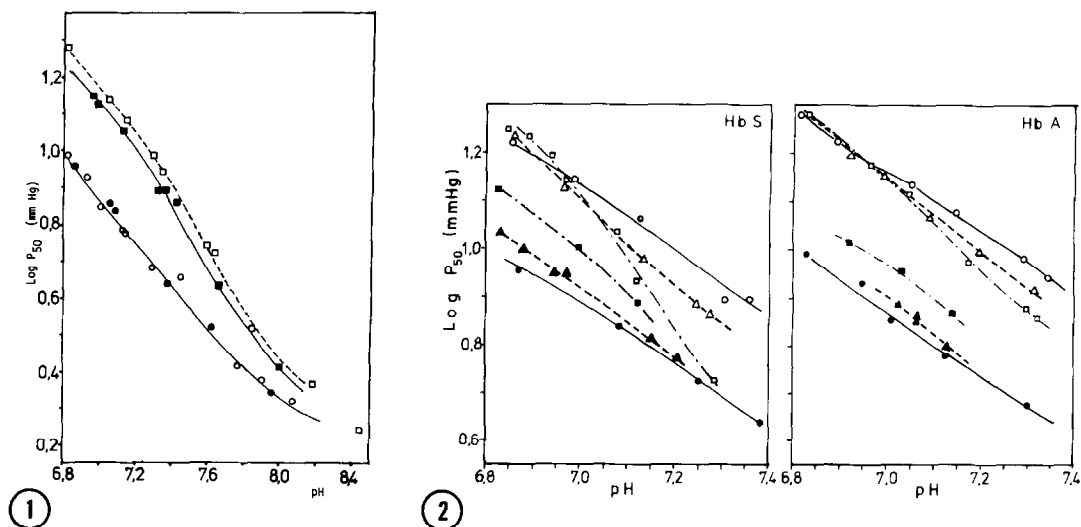 1,2
1,0
0,8
0,6
0,4
0,2
Log P50 (mm Hg)
6,8 7,2 7,6 8,0 8,4
pH
1
Hb S
Hb A
1,2
1,0
0,8
0,6
Log P50 (mmHg)
6,8 7,0 7,2 7,4
pH
6,8 7,0 7,2 7,4
pH
2